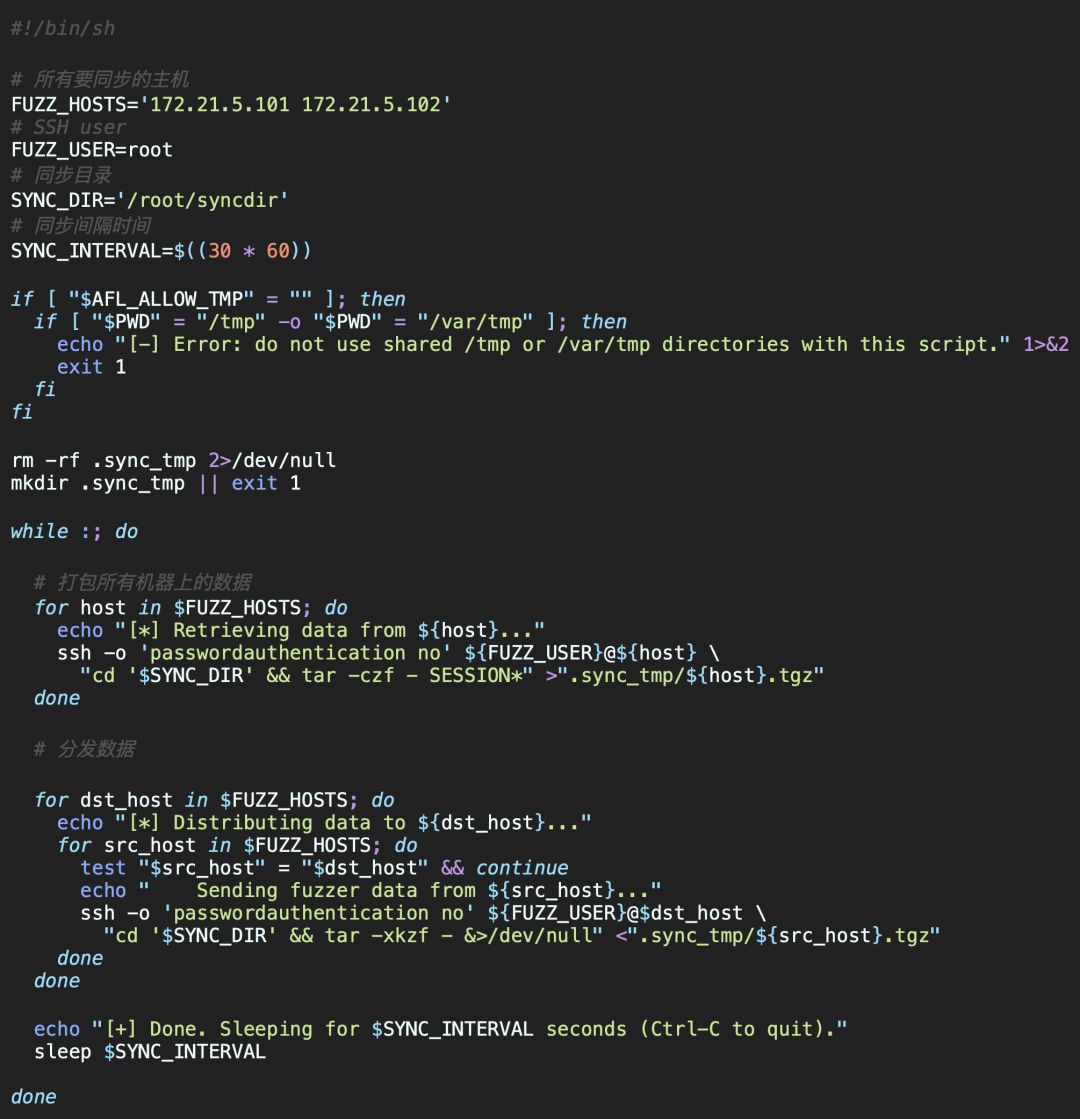 #!/bin/sh
# 所有要同步的主机
FUZZ_HOSTS='172.21.5.101 172.21.5.102'
# SSH user
FUZZ_USER=root
# 同步目录
SYNC_DIR='/root/syncdir'
# 同步间隔时间
SYNC_INTERVAL=$((30 * 60))
if [ "$AFL_ALLOW_TMP" = "" ]; then
  if [ "$PWD" = "/tmp" -o "$PWD" = "/var/tmp" ]; then
    echo "[-] Error: do not use shared /tmp or /var/tmp directories with this script." 1>&2
    exit 1
  fi
fi
rm -rf .sync_tmp 2>/dev/null
mkdir .sync_tmp || exit 1
while :; do
  # 打包所有机器上的数据
  for host in $FUZZ_HOSTS; do
    echo "[*] Retrieving data from ${host}..."
    ssh -o 'passwordauthentication no' ${FUZZ_USER}@${host} \
      "cd '$SYNC_DIR' && tar -czf - SESSION*" >".sync_tmp/${host}.tgz"
  done
  # 分发数据
  for dst_host in $FUZZ_HOSTS; do
    echo "[*] Distributing data to ${dst_host}..."
    for src_host in $FUZZ_HOSTS; do
      test "$src_host" = "$dst_host" && continue
      echo "    Sending fuzzer data from ${src_host}..."
      ssh -o 'passwordauthentication no' ${FUZZ_USER}@$dst_host \
        "cd '$SYNC_DIR' && tar -xkzf - &>/dev/null" <".sync_tmp/${src_host}.tgz"
    done
  done
  echo "[+] Done. Sleeping for $SYNC_INTERVAL seconds (Ctrl-C to quit)."
  sleep $SYNC_INTERVAL
done